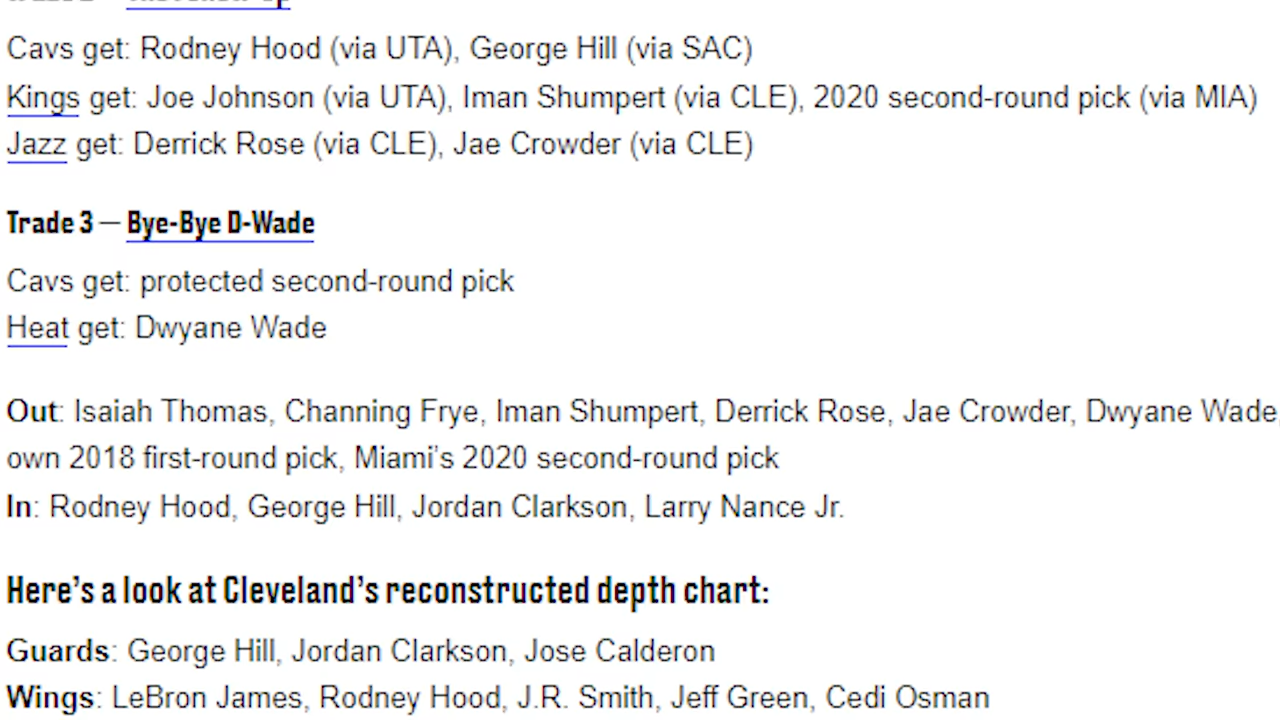 Cavs get: Rodney Hood (via UTA), George Hill (via SAC)
Kings get: Joe Johnson (via UTA), Iman Shumpert (via CLE), 2020 second-round pick (via MIA)
Jazz get: Derrick Rose (via CLE), Jae Crowder (via CLE)
Trade 3 — Bye-Bye D-Wade
Cavs get: protected second-round pick
Heat get: Dwyane Wade
Out: Isaiah Thomas, Channing Frye, Iman Shumpert, Derrick Rose, Jae Crowder, Dwyane Wade,
own 2018 first-round pick, Miami’s 2020 second-round pick
In: Rodney Hood, George Hill, Jordan Clarkson, Larry Nance Jr.
Here’s a look at Cleveland’s reconstructed depth chart:
Guards: George Hill, Jordan Clarkson, Jose Calderon
Wings: LeBron James, Rodney Hood, J.R. Smith, Jeff Green, Cedi Osman